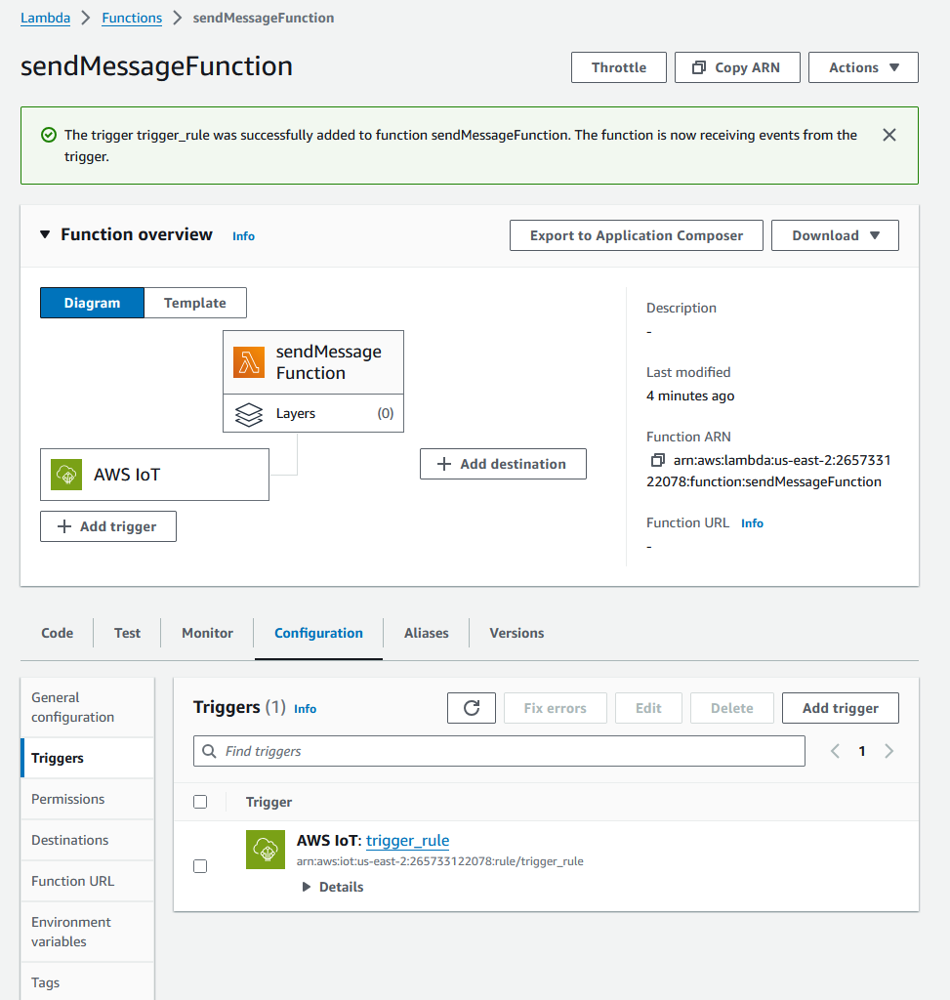 Lambda > Functions > sendMessageFunction
sendMessageFunction
Throttle
Copy ARN
Actions
The trigger trigger_rule was successfully added to function sendMessageFunction. The function is now receiving events from the
trigger.
Function overview Info
Export to Application Composer
Download
Diagram
Template
sendMessage
Function
Layers (0)
AWS IoT
+ Add trigger
+ Add destination
Description
-
Last modified
4 minutes ago
Function ARN
arn:aws:lambda:us-east-2:2657331
22078:function:sendMessageFunction
Function URL Info
-
Code
Test
Monitor
Configuration
Aliases
Versions
General
configuration
Triggers
Permissions
Destinations
Function URL
Environment
variables
Tags
Triggers (1) Info
Fix errors
Edit
Delete
Add trigger
Find triggers
1
Trigger
AWS IoT: trigger_rule
arn:aws:iot:us-east-2:265733122078:rule/trigger_rule
Details